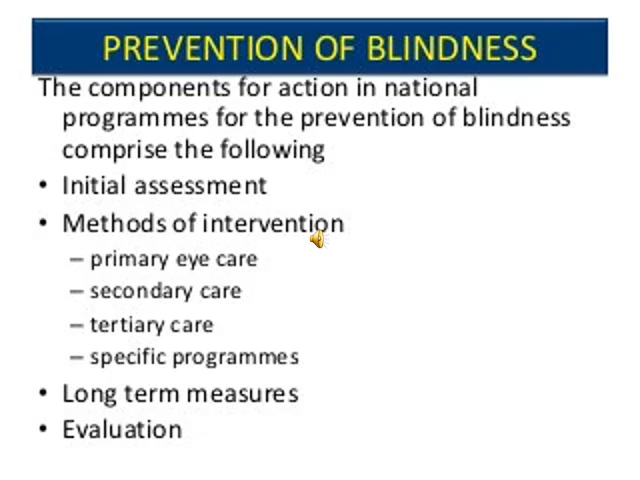 PREVENTION OF BLINDNESS
The components for action in national
programmes for the prevention of blindness
comprise the following
• Initial assessment
• Methods of intervention
– primary eye care
– secondary care
– tertiary care
– specific programmes
• Long term measures
• Evaluation